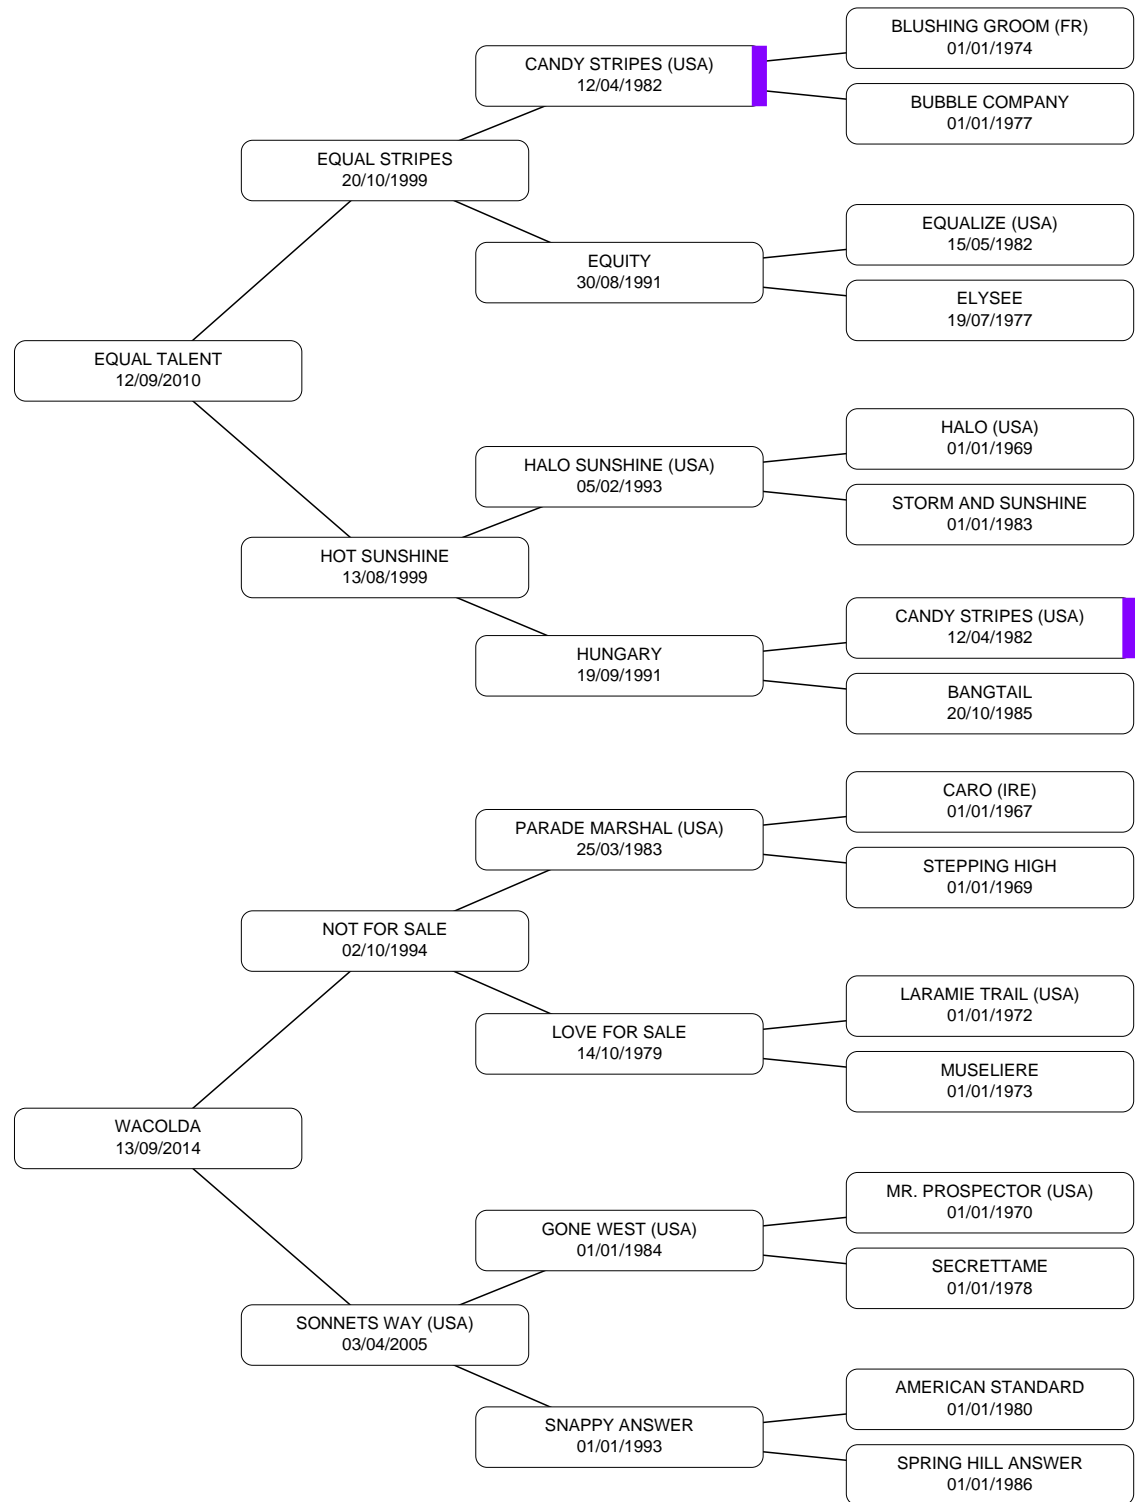 BLUSHING GROOM (FR)
01/01/1974
CANDY STRIPES (USA)
12/04/1982
BUBBLE COMPANY
01/01/1977
EQUAL STRIPES
20/10/1999
EQUALIZE (USA)
15/05/1982
EQUITY
30/08/1991
ELYSEE
19/07/1977
EQUAL TALENT
12/09/2010
HALO (USA)
01/01/1969
HALO SUNSHINE (USA)
05/02/1993
STORM AND SUNSHINE
01/01/1983
HOT SUNSHINE
13/08/1999
CANDY STRIPES (USA)
12/04/1982
HUNGARY
19/09/1991
BANGTAIL
20/10/1985
CARO (IRE)
01/01/1967
PARADE MARSHAL (USA)
25/03/1983
STEPPING HIGH
01/01/1969
NOT FOR SALE
02/10/1994
LARAMIE TRAIL (USA)
01/01/1972
LOVE FOR SALE
14/10/1979
MUSELIERE
01/01/1973
WACOLDA
13/09/2014
MR. PROSPECTOR (USA)
01/01/1970
GONE WEST (USA)
01/01/1984
SECRETTAME
01/01/1978
SONNETS WAY (USA)
03/04/2005
AMERICAN STANDARD
01/01/1980
SNAPPY ANSWER
01/01/1993
SPRING HILL ANSWER
01/01/1986